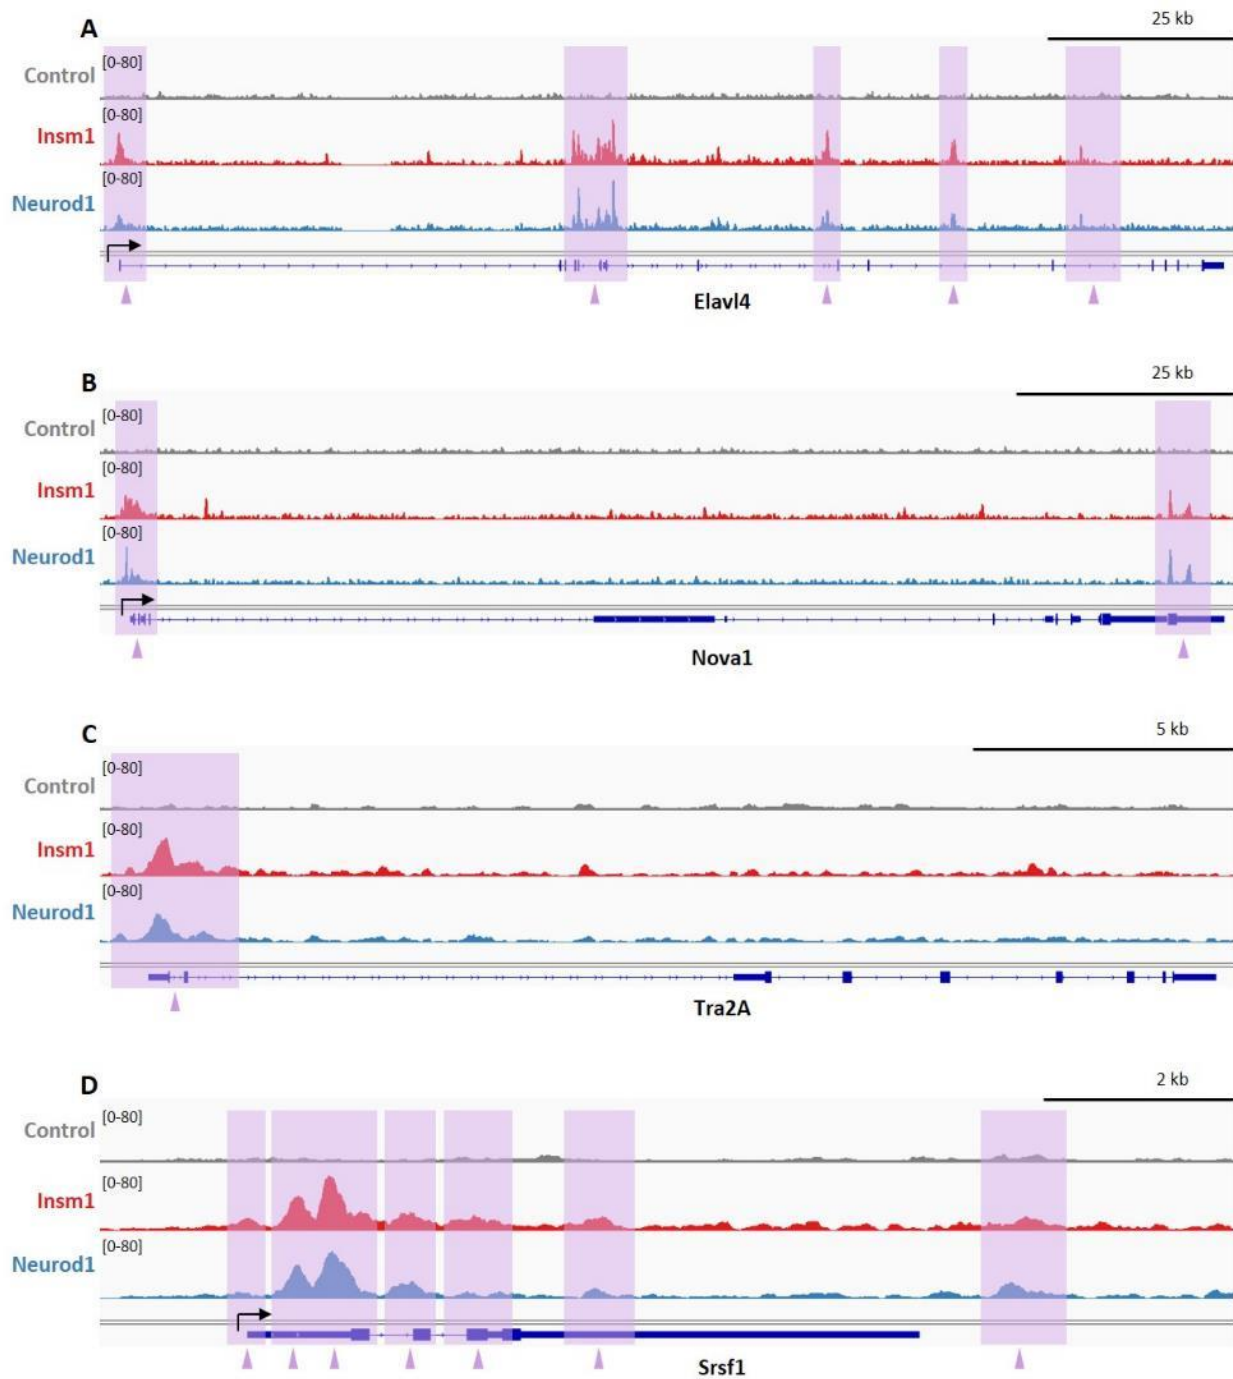 A
25 kb
[0-80]
Control
[0-80]
Insm1
[0-80]
Neurod1
Elavl4
B
25 kb
[0-80]
Control
[0-80]
Insm1
[0-80]
Neurod1
Nova1
C
5 kb
[0-80]
Control
[0-80]
Insm1
[0-80]
Neurod1
Tra2A
D
2 kb
[0-80]
Control
[0-80]
Insm1
[0-80]
Neurod1
Srsf1